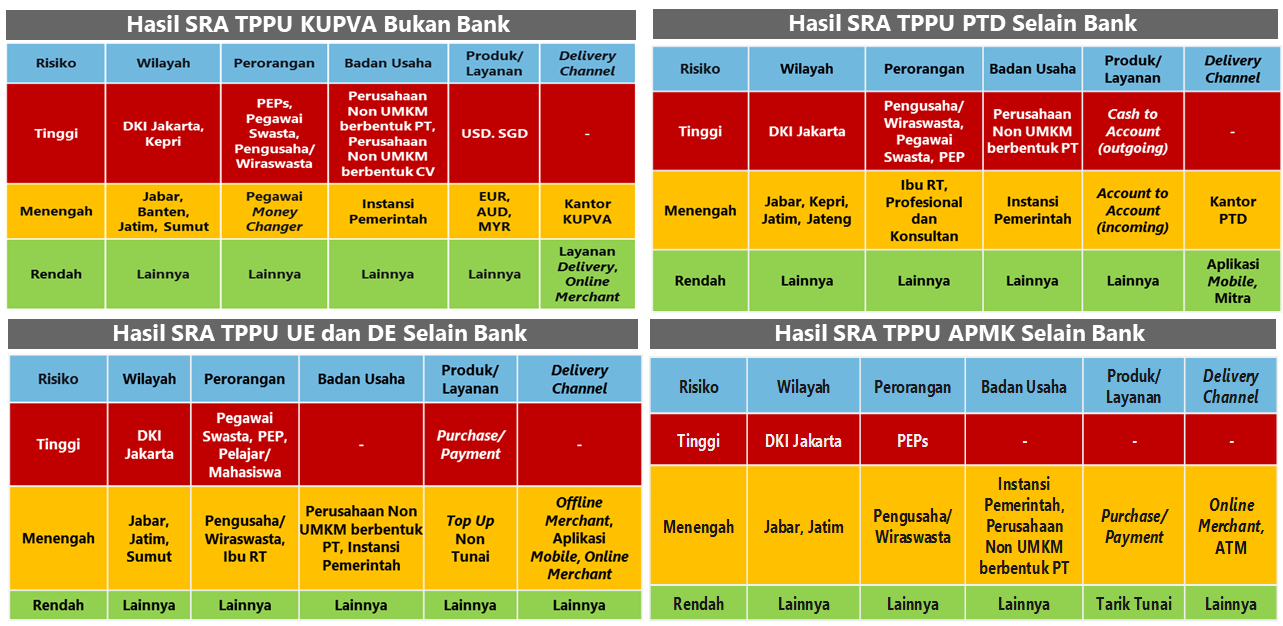 Hasil SRA TPPU KUPVA Bukan Bank
Risiko
Wilayah
Perorangan
Badan Usaha
Produk/
Layanan
Delivery
Channel
Tinggi
DKI Jakarta,
Kepri
PEPs,
Pegawai
Swasta,
Pengusaha/
Wiraswasta
Perusahaan
Non UMKM
berbentuk PT,
Perusahaan
Non UMKM
berbentuk CV
USD. SGD
-
Menengah
Jabar,
Banten,
Jatim, Sumut
Pegawai
Money
Changer
Instansi
Pemerintah
EUR,
AUD,
MYR
Kantor
KUPVA
Rendah
Lainnya
Lainnya
Lainnya
Lainnya
Layanan
Delivery,
Online
Merchant
Hasil SRA TPPU PTD Selain Bank
Risiko
Wilayah
Perorangan
Badan Usaha
Produk/
Layanan
Delivery
Channel
Tinggi
DKI Jakarta
Pengusaha/
Wiraswasta,
Pegawai
Swasta, PEP
Perusahaan
Non UMKM
berbentuk PT
Cash to
Account
(outgoing)
-
Menengah
Jabar, Kepri,
Jatim, Jateng
Ibu RT,
Profesional
dan
Konsultan
Instansi
Pemerintah
Account to
Account
(incoming)
Kantor
PTD
Rendah
Lainnya
Lainnya
Lainnya
Lainnya
Aplikasi
Mobile,
Mitra
Hasil SRA TPPU UE dan DE Selain Bank
Risiko
Wilayah
Perorangan
Badan Usaha
Produk/
Layanan
Delivery
Channel
Tinggi
DKI
Jakarta
Pegawai
Swasta, PEP,
Pelajar/
Mahasiswa
-
Purchase/
Payment
-
Menengah
Jabar,
Jatim,
Sumut
Pengusaha/
Wiraswasta,
Ibu RT
Perusahaan Non
UMKM berbentuk
PT, Instansi
Pemerintah
Top Up
Non
Tunai
Offline
Merchant,
Aplikasi
Mobile, Online
Merchant
Rendah
Lainnya
Lainnya
Lainnya
Lainnya
Lainnya
Hasil SRA TPPU APMK Selain Bank
Risiko
Wilayah
Perorangan
Badan Usaha
Produk/
Layanan
Delivery
Channel
Tinggi
DKI Jakarta
PEPs
-
-
-
Menengah
Jabar, Jatim
Pengusaha/
Wiraswasta
Instansi
Pemerintah,
Perusahaan
Non UMKM
berbentuk PT
Purchase/
Payment
Online
Merchant,
ATM
Rendah
Lainnya
Lainnya
Lainnya
Tarik Tunai
Lainnya